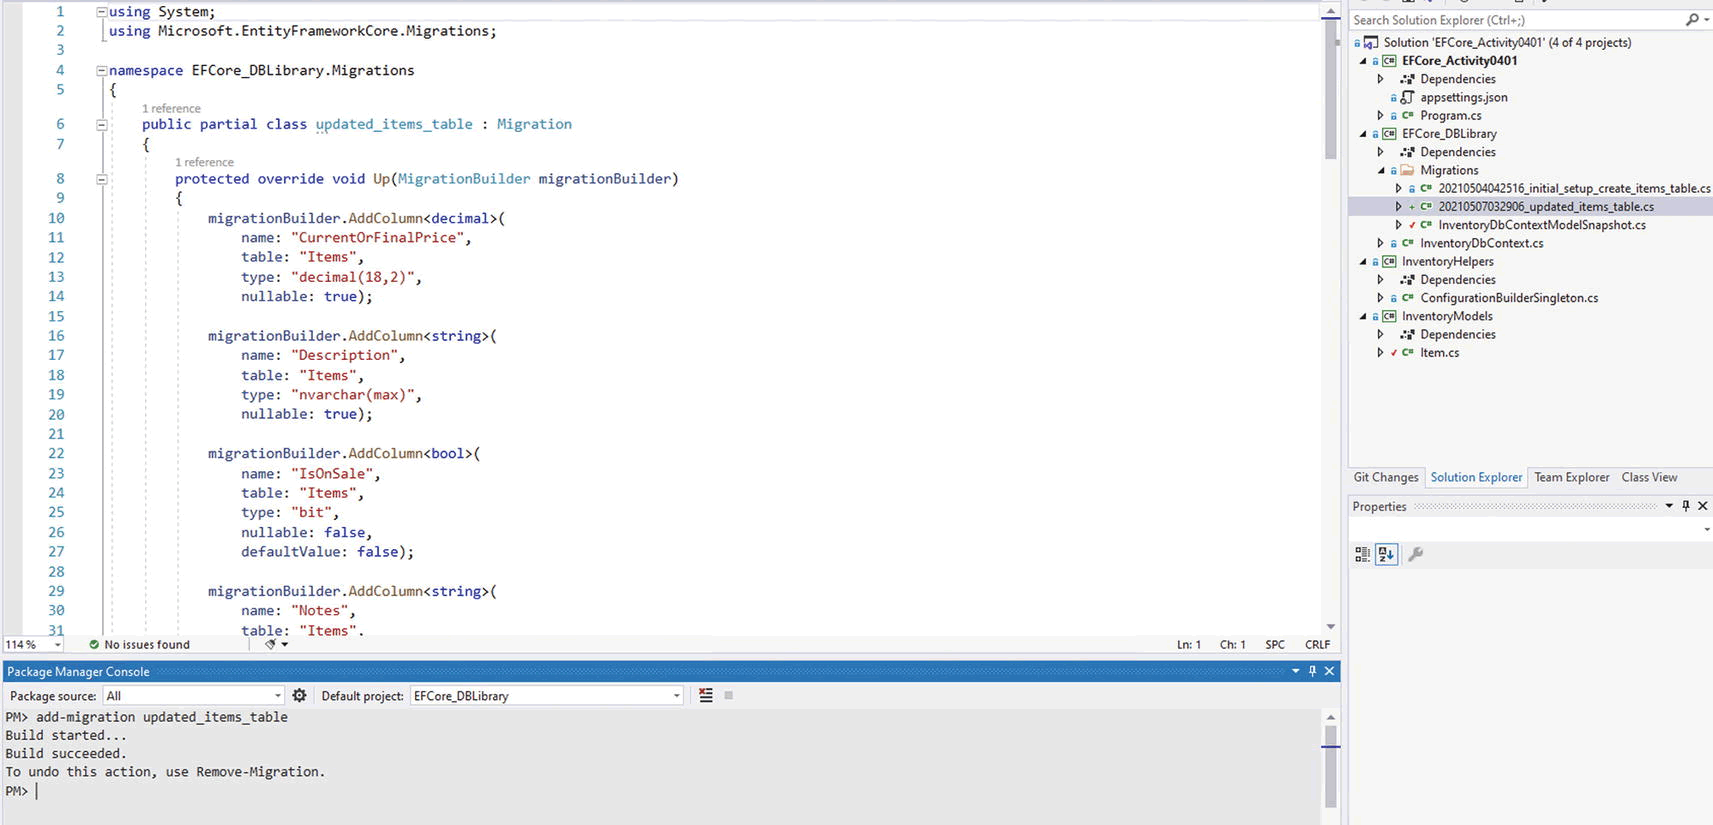 1 using System;
2 using Microsoft.EntityFrameworkCore.Migrations;
3
4 namespace EFCore_DBLibrary.Migrations
5 {
1 reference
6 public partial class updated_items_table : Migration
7 {
1 reference
8 protected override void Up(MigrationBuilder migrationBuilder)
9 {
10 migrationBuilder.AddColumn<decimal>(
11 name: "CurrentOrFinalPrice",
12 table: "Items",
13 type: "decimal(18,2)",
14 nullable: true);
15
16 migrationBuilder.AddColumn<string>(
17 name: "Description",
18 table: "Items",
19 type: "nvarchar(max)",
20 nullable: true);
21
22 migrationBuilder.AddColumn<bool>(
23 name: "IsOnSale",
24 table: "Items",
25 type: "bit",
26 nullable: false,
27 defaultValue: false);
28
29 migrationBuilder.AddColumn<string>(
30 name: "Notes",
31 table: "Items",
114 % No issues found Ln: 1 Ch: 1 SPC CRLF
Package Manager Console
Package source: All Default project: EFCore_DBLibrary
PM> add-migration updated_items_table
Build started...
Build succeeded.
To undo this action, use Remove-Migration.
PM>
Search Solution Explorer (Ctrl+;)
Solution 'EFCore_Activity0401' (4 of 4 projects)
EFCore_Activity0401
Dependencies
appsettings.json
C# Program.cs
EFCore_DBLibrary
Dependencies
Migrations
C# 20210504042516_initial_setup_create_items_table.cs
C# 20210507032906_updated_items_table.cs
C# InventoryDbContextModelSnapshot.cs
C# InventoryDbContext.cs
InventoryHelpers
Dependencies
C# ConfigurationBuilderSingleton.cs
InventoryModels
Dependencies
C# Item.cs
Git Changes Solution Explorer Team Explorer Class View
Properties